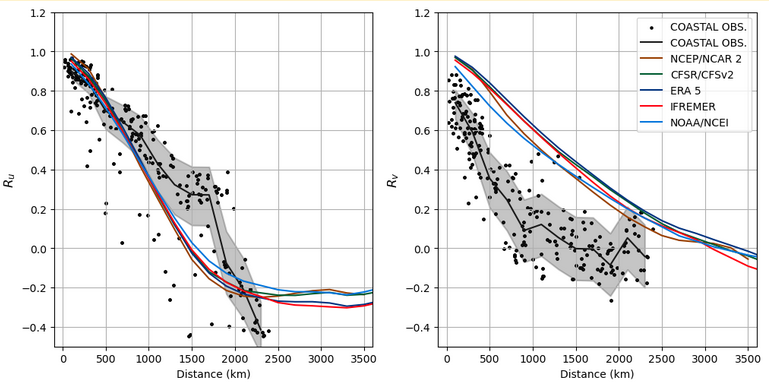 1.2
1.0
0.8
0.6
0.4
0.2
0.0
−0.2
−0.4
R_u
0 500 1000 1500 2000 2500 3000 3500
Distance (km)
1.2
1.0
0.8
0.6
0.4
0.2
0.0
−0.2
−0.4
R_v
COASTAL OBS.
COASTAL OBS.
NCEP/NCAR 2
CFSR/CFSv2
ERA 5
IFREMER
NOAA/NCEI
0 500 1000 1500 2000 2500 3000 3500
Distance (km)